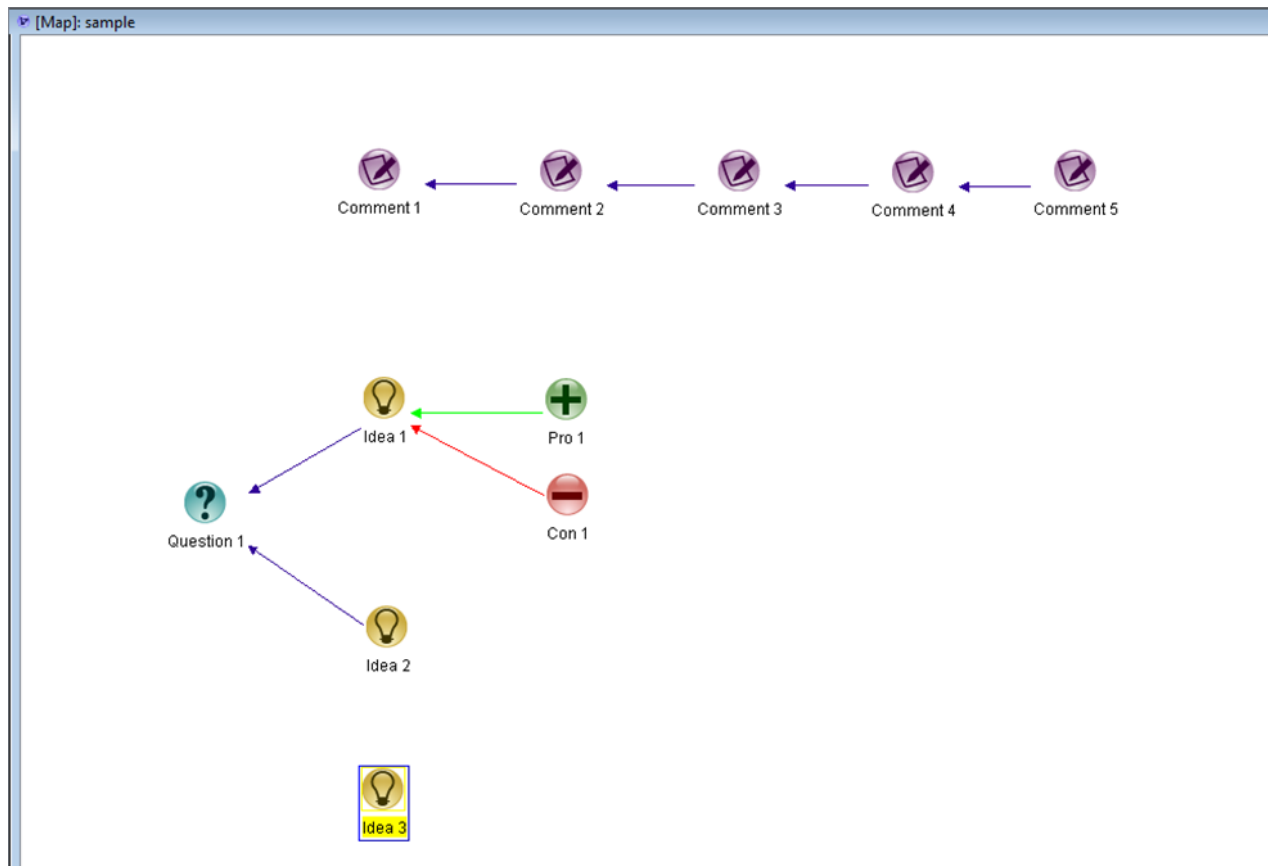 [Map]: sample
Comment 1
Comment 2
Comment 3
Comment 4
Comment 5
Idea 1
Pro 1
Con 1
Question 1
Idea 2
Idea 3